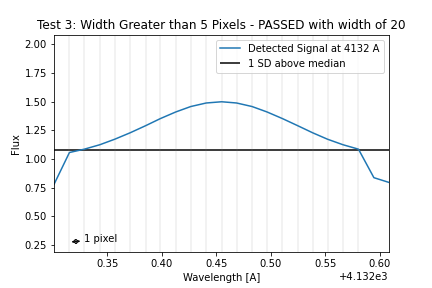 Test 3: Width Greater than 5 Pixels - PASSED with width of 20
2.00
1.75
1.50
1.25
1.00
0.75
0.50
0.25
Flux
Detected Signal at 4132 A
1 SD above median
1 pixel
0.35 0.40 0.45 0.50 0.55 0.60
Wavelength [A]
+4.132e3